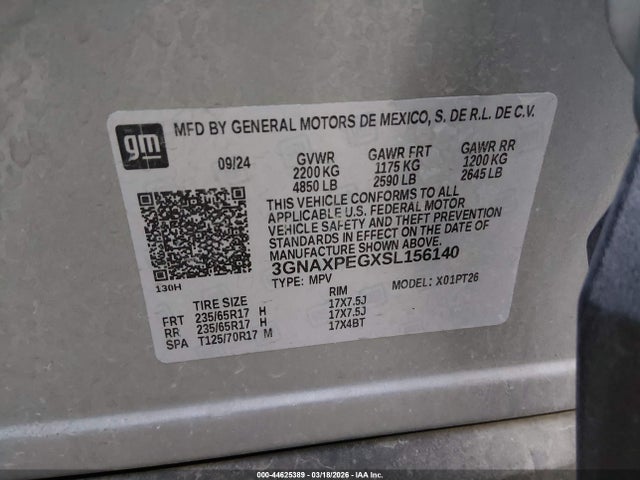 gm
MFD BY GENERAL MOTORS DE MEXICO, S. DE R.L. DE C.V.
09/24 GVWR GAWR FRT GAWR RR
2200 KG 1175 KG 1200 KG
4850 LB 2590 LB 2645 LB
THIS VEHICLE CONFORMS TO ALL
APPLICABLE U.S. FEDERAL MOTOR
VEHICLE SAFETY AND THEFT PREVENTION
STANDARDS IN EFFECT ON THE DATE OF
MANUFACTURE SHOWN ABOVE.
3GNAXPEGXSL156140
130H TYPE: MPV MODEL: X01PT26
TIRE SIZE RIM
FRT 235/65R17 H 17X7.5J
RR 235/65R17 H 17X7.5J
SPA T125/70R17 M 17X4BT
000-44625389 - 03/18/2026 - IAA Inc.